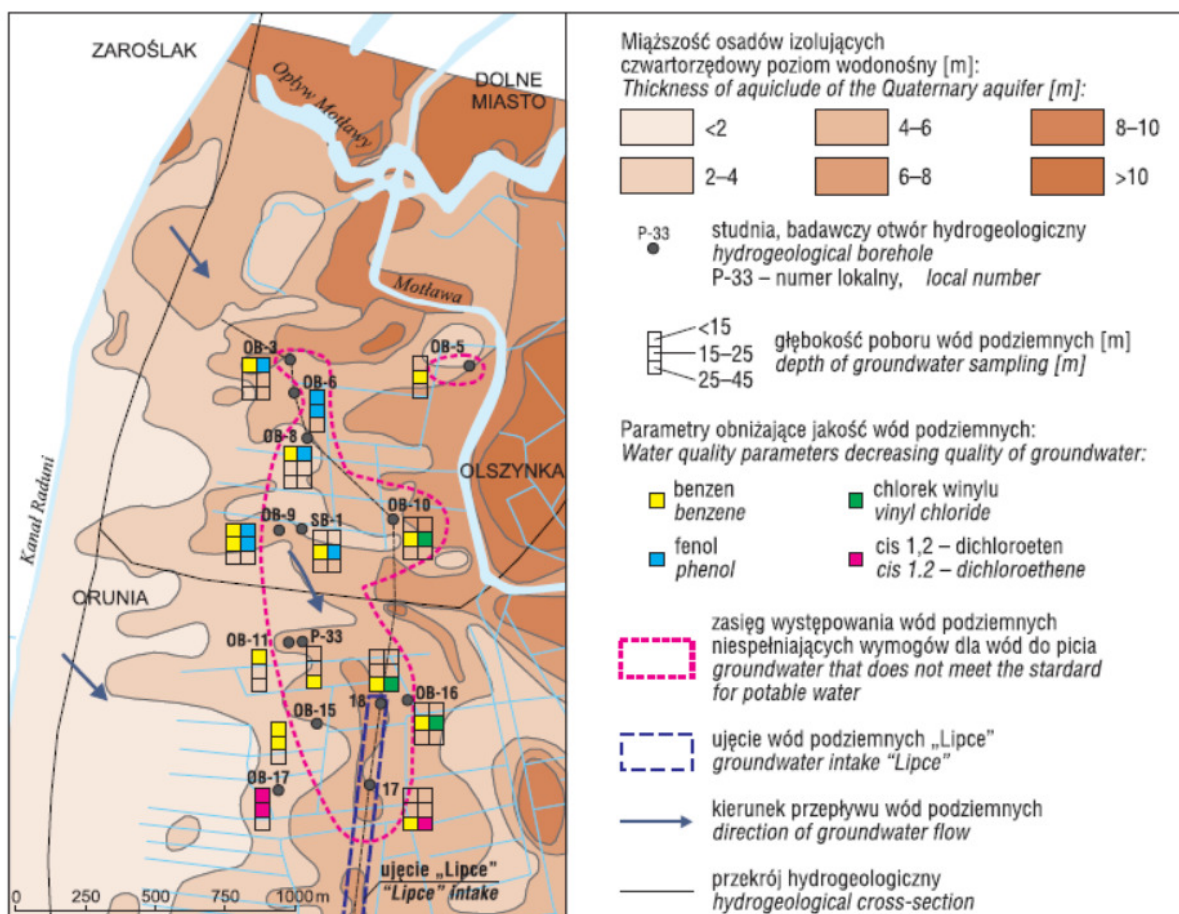 ZAROŚLAK
DOLNE
MIASTO
Opływ Motławy
Motława
OB-3
OB-5
OB-6
OB-8
OLSZYNKA
Kanał Raduni
OB-9
SB-1
OB-10
ORUNIA
OB-11
P-33
18
OB-16
OB-15
OB-17
17
ujęcie „Lipce”
“Lipce” intake
0 250 500 750 1000 m
Miąższość osadów izolujących
czwartorzędowy poziom wodonośny [m]:
Thickness of aquiclude of the Quaternary aquifer [m]:
<2 4–6 8–10
2–4 6–8 >10
P-33 studnia, badawczy otwór hydrogeologiczny
hydrogeological borehole
P-33 – numer lokalny, local number
<15
15–25
25–45
głębokość poboru wód podziemnych [m]
depth of groundwater sampling [m]
Parametry obniżające jakość wód podziemnych:
Water quality parameters decreasing quality of groundwater:
benzen
benzene
chlorek winylu
vinyl chloride
fenol
phenol
cis 1,2 – dichloroeten
cis 1.2 – dichloroethene
zasięg występowania wód podziemnych
niespełniających wymogów dla wód do picia
groundwater that does not meet the stardard
for potable water
ujęcie wód podziemnych „Lipce”
groundwater intake “Lipce”
kierunek przepływu wód podziemnych
direction of groundwater flow
przekrój hydrogeologiczny
hydrogeological cross-section